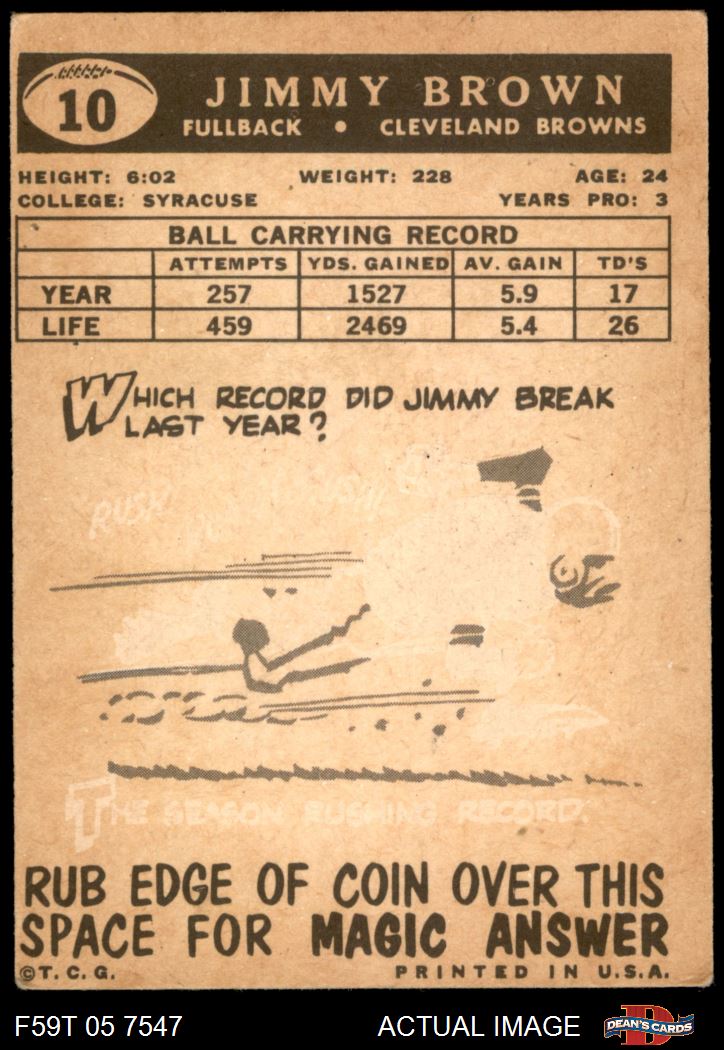 10
JIMMY BROWN
FULLBACK • CLEVELAND BROWNS
HEIGHT: 6:02 WEIGHT: 228 AGE: 24
COLLEGE: SYRACUSE YEARS PRO: 3
BALL CARRYING RECORD
ATTEMPTS YDS. GAINED AV. GAIN TD'S
YEAR 257 1527 5.9 17
LIFE 459 2469 5.4 26
WHICH RECORD DID JIMMY BREAK
LAST YEAR?
THE SEASON RUSHING RECORD.
RUB EDGE OF COIN OVER THIS
SPACE FOR MAGIC ANSWER
©T. C. G. PRINTED IN U.S.A.
F59T 05 7547 ACTUAL IMAGE DEAN'S CARDS